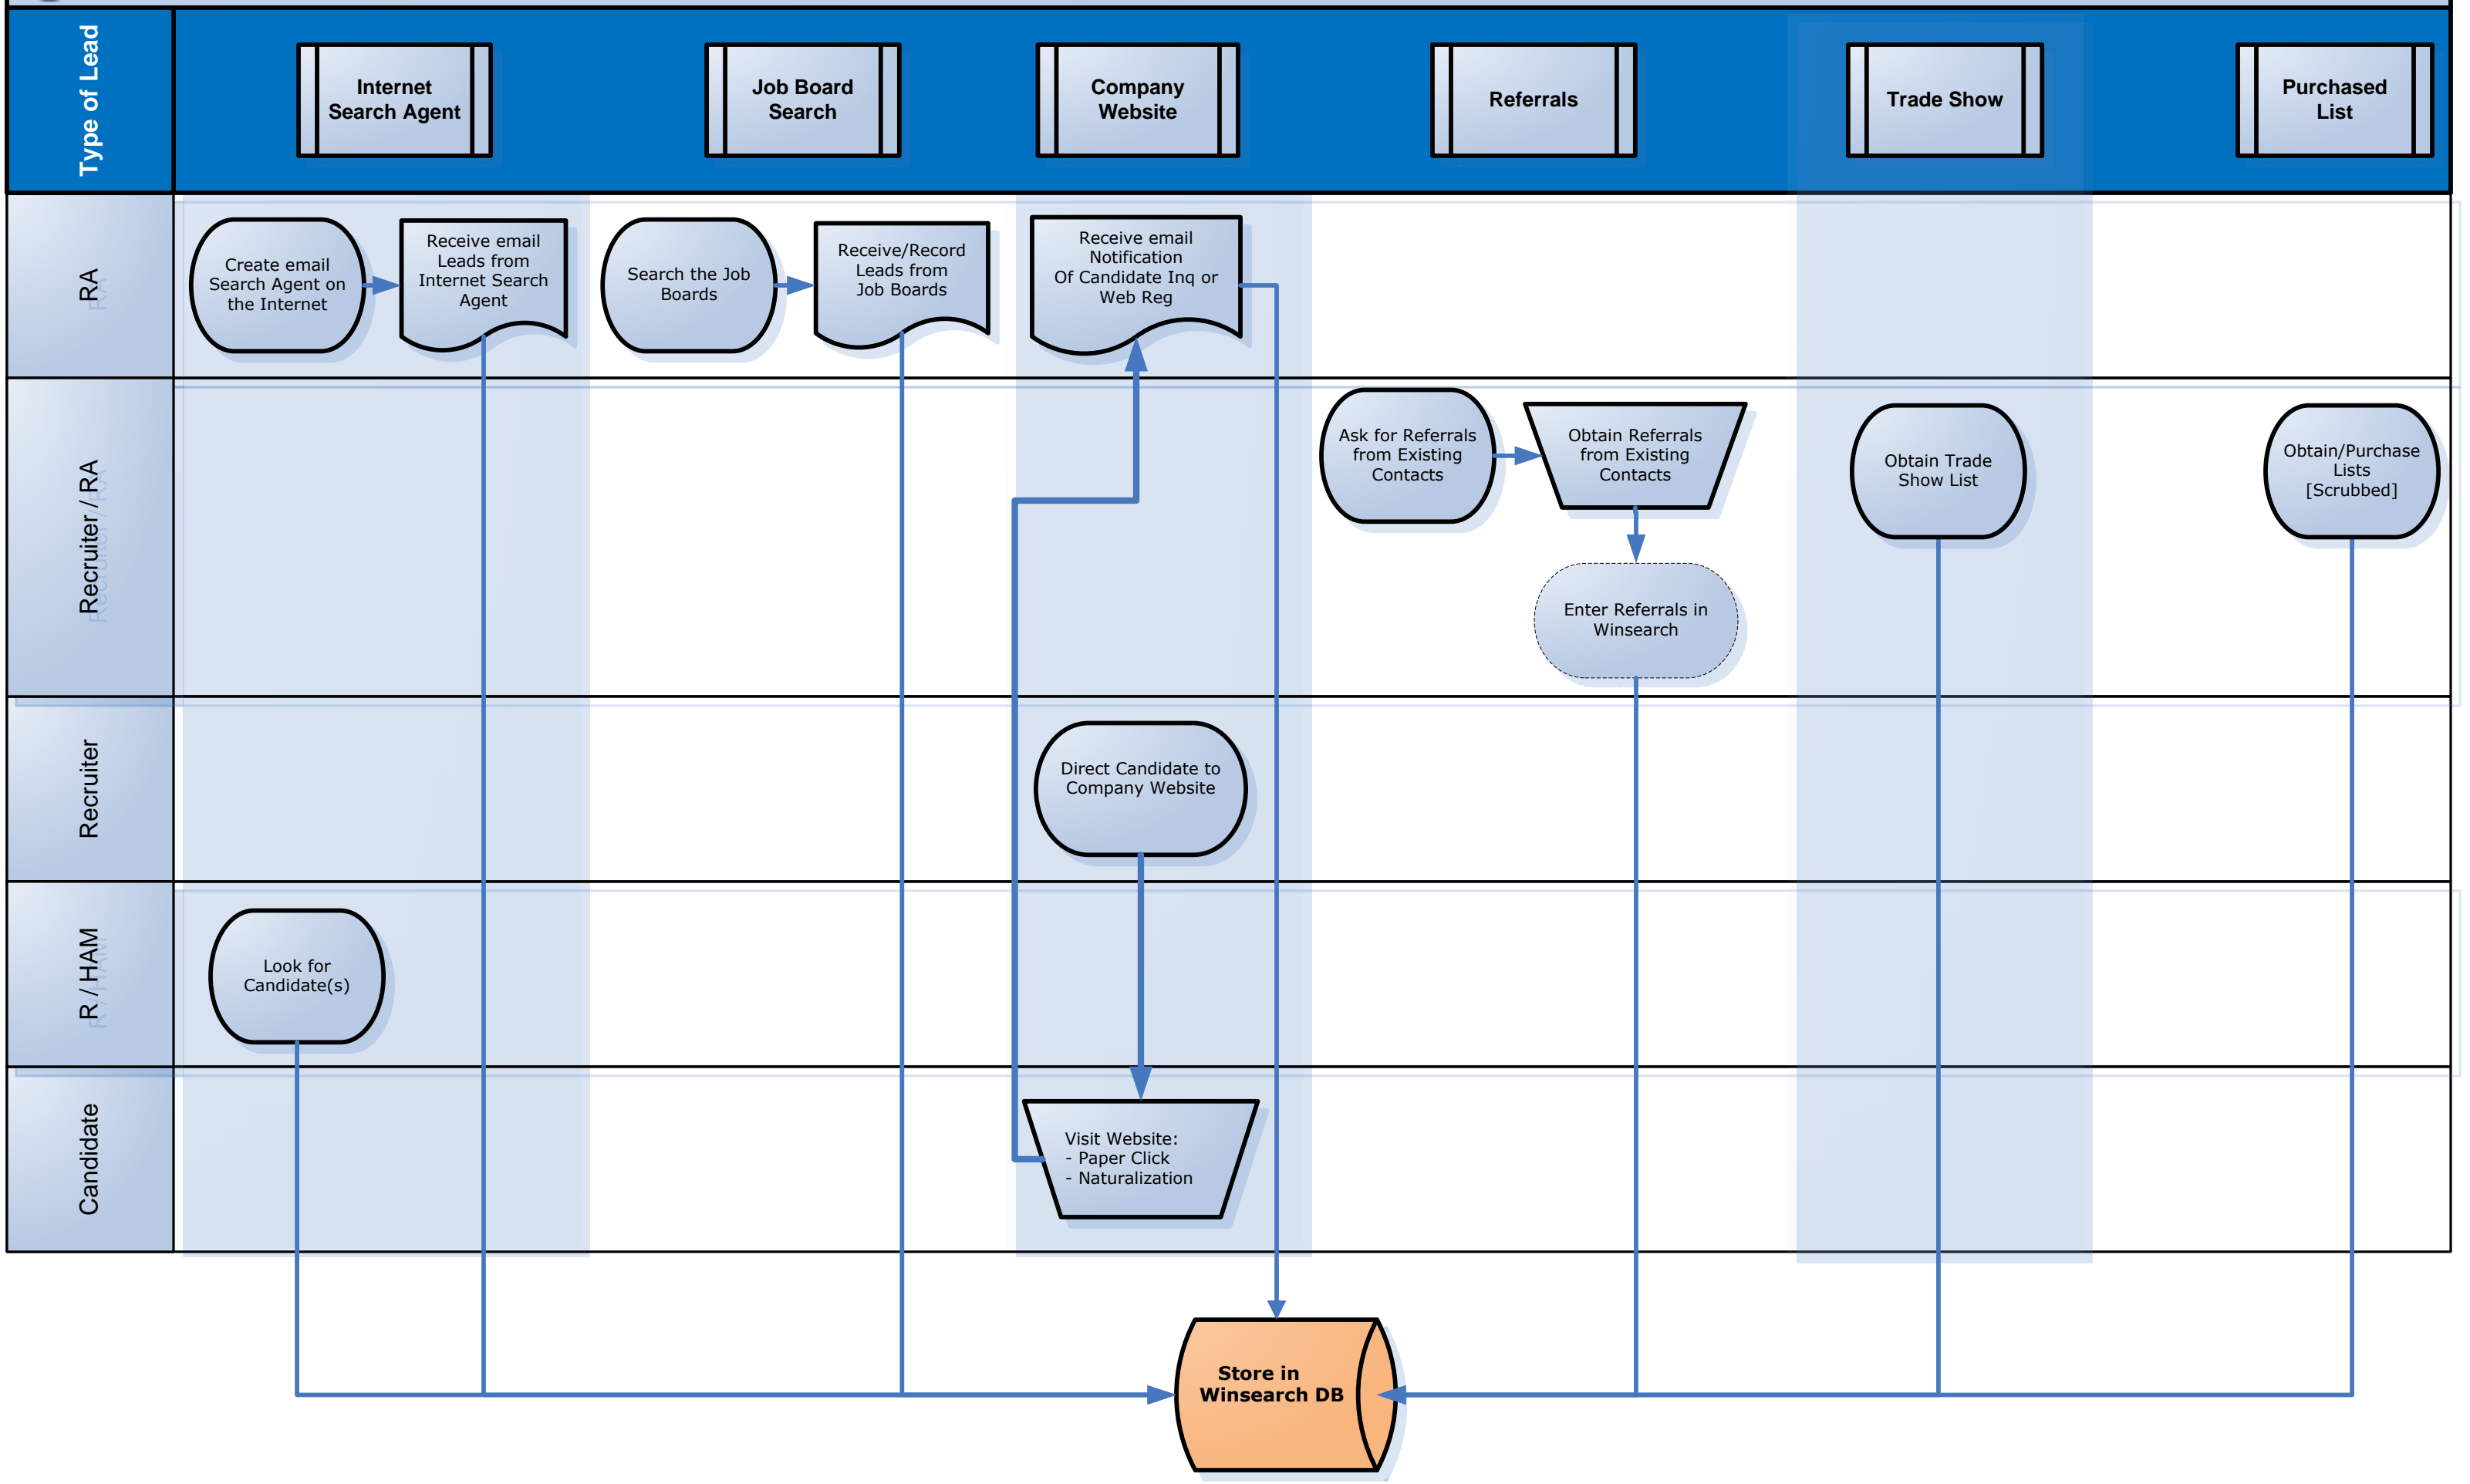 Type of Lead
Internet
Search Agent
Job Board
Search
Company
Website
Referrals
Trade Show
Purchased
List
RA
Create email
Search Agent on
the Internet
Receive email
Leads from
Internet Search
Agent
Search the Job
Boards
Receive/Record
Leads from
Job Boards
Receive email
Notification
Of Candidate Inq or
Web Reg
Recruiter / RA
Ask for Referrals
from Existing
Contacts
Obtain Referrals
from Existing
Contacts
Obtain Trade
Show List
Obtain/Purchase
Lists
[Scrubbed]
Enter Referrals in
Winsearch
Recruiter
Direct Candidate to
Company Website
R / HAM
Look for
Candidate(s)
Candidate
Visit Website:
- Paper Click
- Naturalization
Store in
Winsearch DB